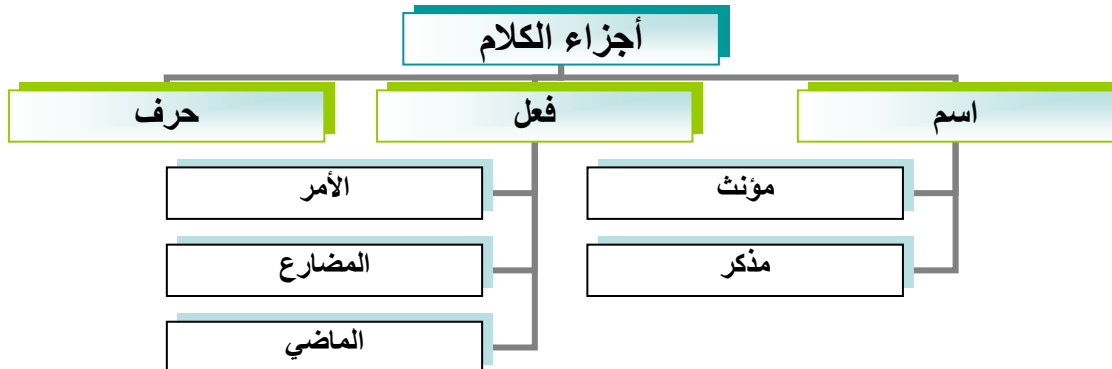 أجزاء الكلام
اسم
فعل
حرف
مؤنث
الأمر
مذكر
المضارع
الماضي